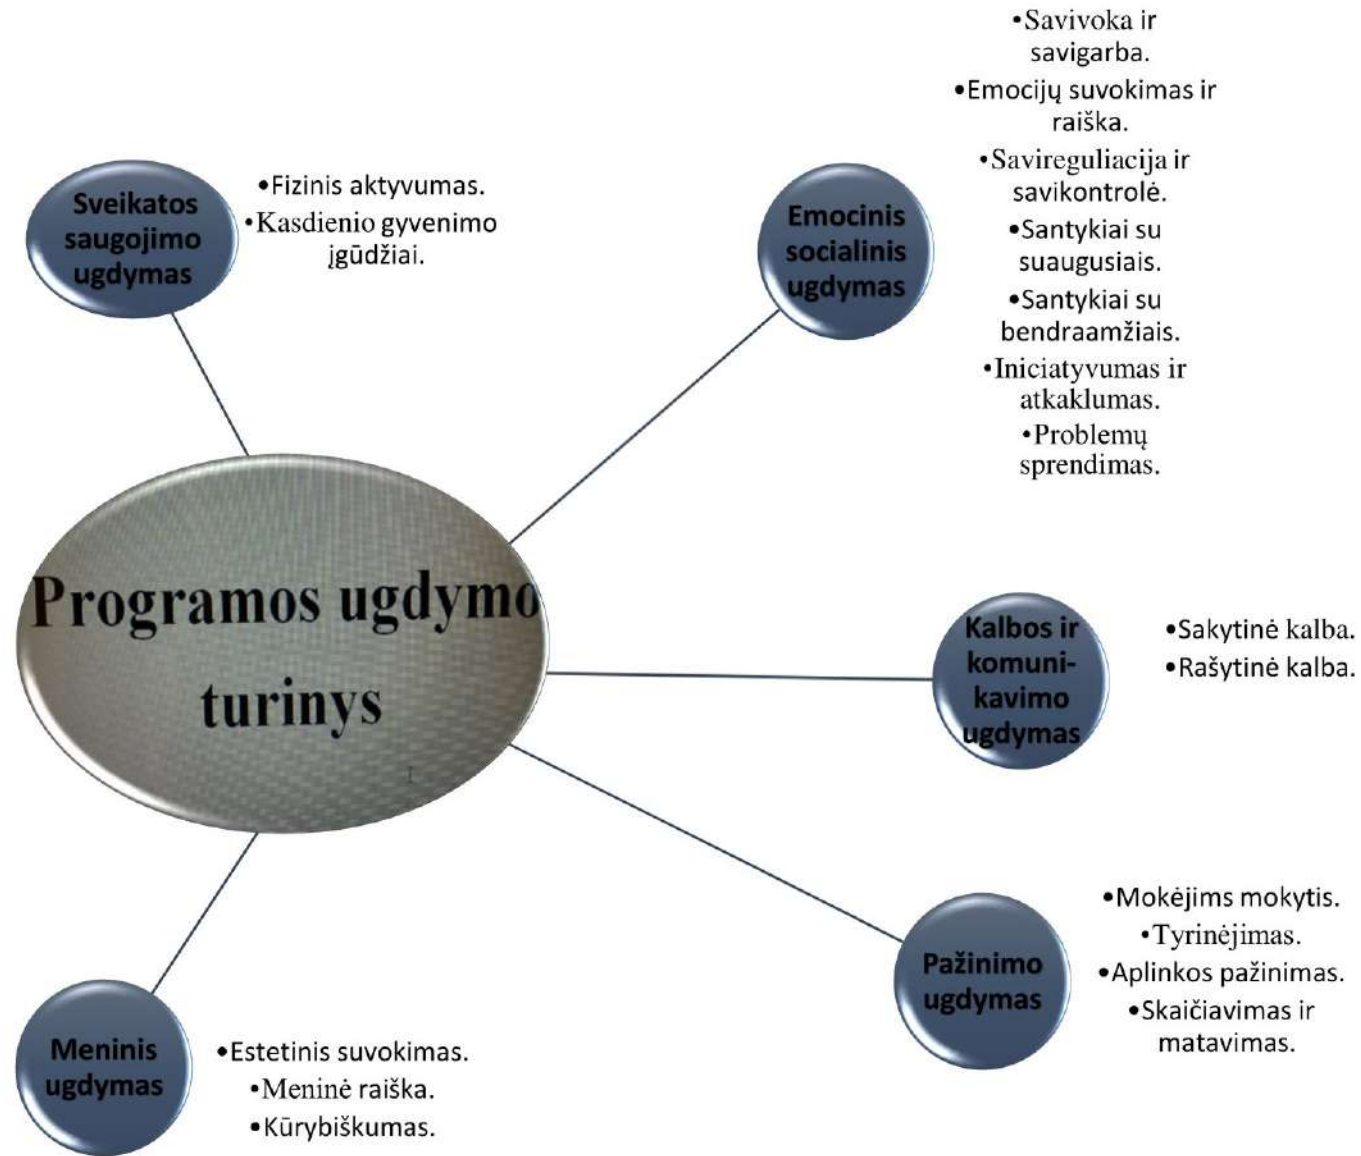 •Savivoka ir
savigarba.
•Emocijų suvokimas ir
raiška.
•Savireguliacija ir
savikontrolė.
•Santykiai su
suaugusiais.
•Santykiai su
bendraamžiais.
•Iniciatyvumas ir
atkaklumas.
•Problemų
sprendimas.
Emocinis
socialinis
ugdymas
Sveikatos
saugojimo
ugdymas
•Fizinis aktyvumas.
•Kasdienio gyvenimo
įgūdžiai.
Programos ugdymo
turinys
Kalbos ir
komuni-
kavimo
ugdymas
•Sakytinė kalba.
•Rašytinė kalba.
Pažinimo
ugdymas
•Mokėjims mokytis.
•Tyrinėjimas.
•Aplinkos pažinimas.
•Skaičiavimas ir
matavimas.
Meninis
ugdymas
•Estetinis suvokimas.
•Meninė raiška.
•Kūrybiškumas.